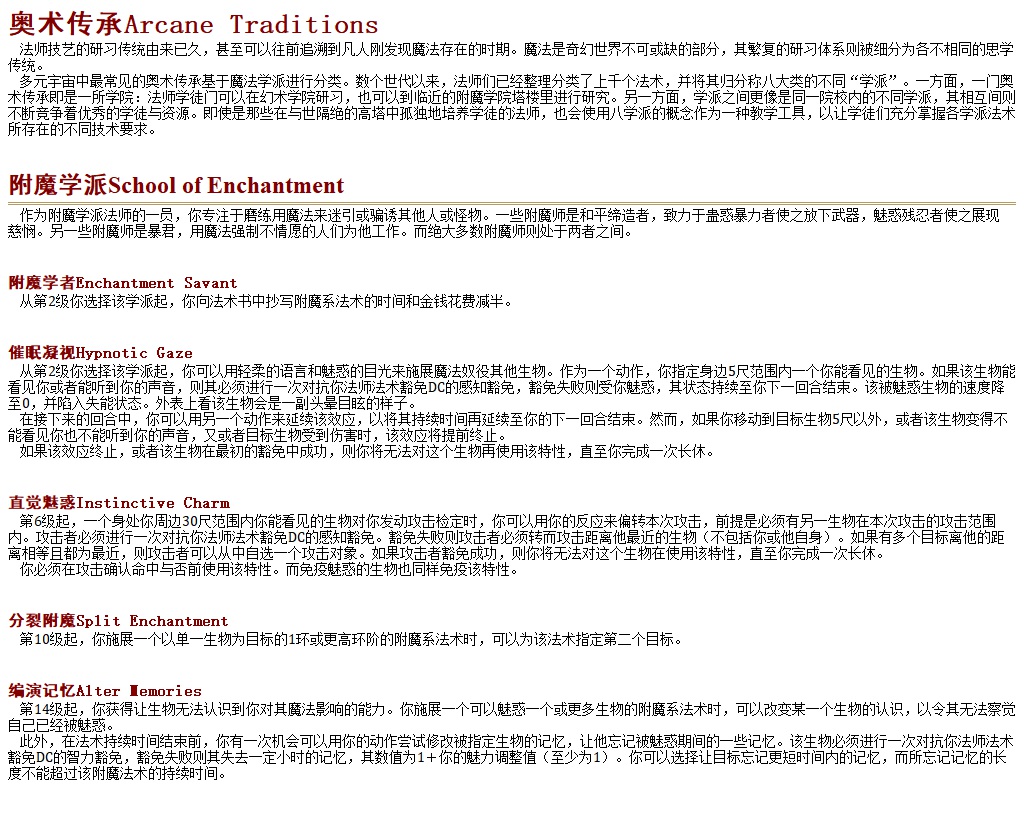 奥术传承Arcane Traditions
法师技艺的研习传统由来已久，甚至可以往前追溯到凡人刚发现魔法存在的时期。魔法是奇幻世界不可或缺的部分，其繁复的研习体系则被细分为各不相同的思学
传统。
多元宇宙中最常见的奥术传承基于魔法学派进行分类。数个世代以来，法师们已经整理分类了上千个法术，并将其归分称八大类的不同“学派”。一方面，一门奥
术传承即是一所学院：法师学徒门可以在幻术学院研习，也可以到临近的附魔学院塔楼里进行研究。另一方面，学派之间更像是同一院校内的不同学派，其相互间则
不断竞争着优秀的学徒与资源。即使是那些在与世隔绝的高塔中孤独地培养学徒的法师，也会使用八学派的概念作为一种教学工具，以让学徒们充分掌握各学派法术
所存在的不同技术要求。
附魔学派School of Enchantment
作为附魔学派法师的一员，你专注于磨练用魔法来迷引或骗诱其他人或怪物。一些附魔师是和平缔造者，致力于蛊惑暴力者使之放下武器，魅惑残忍者使之展现
慈悯。另一些附魔师是暴君，用魔法强制不情愿的人们为他工作。而绝大多数附魔师则处于两者之间。
附魔学者Enchantment Savant
从第2级你选择该学派起，你向法术书中抄写附魔系法术的时间和金钱花费减半。
催眠凝视Hypnotic Gaze
从第2级你选择该学派起，你可以用轻柔的语言和魅惑的目光来施展魔法奴役其他生物。作为一个动作，你指定身边5尺范围内一个你能看见的生物。如果该生物能
看见你或者能听到你的声音，则其必须进行一次对抗你法师法术豁免DC的感知豁免，豁免失败则受你魅惑，其状态持续至你下一回合结束。该被魅惑生物的速度降
至0，并陷入失能状态。外表上看该生物会是一副头晕目眩的样子。
在接下来的回合中，你可以用另一个动作来延续该效应，以将其持续时间再延续至你的下一回合结束。然而，如果你移动到目标生物5尺以外，或者该生物变得不
能看见你也不能听到你的声音，又或者目标生物受到伤害时，该效应将提前终止。
如果该效应终止，或者该生物在最初的豁免中成功，则你将无法对这个生物再使用该特性，直至你完成一次长休。
直觉魅惑Instinctive Charm
第6级起，一个身处你周边30尺范围内你能看见的生物对你发动攻击检定时，你可以用你的反应来偏转本次攻击，前提是必须有另一生物在本次攻击的攻击范围
内。攻击者必须进行一次对抗你法师法术豁免DC的感知豁免。豁免失败则攻击者必须转而攻击距离他最近的生物（不包括你或他自身）。如果有多个目标离他的距
离相等且都为最近，则攻击者可以从中自选一个攻击对象。如果攻击者豁免成功，则你将无法对这个生物在使用该特性，直至你完成一次长休。
你必须在攻击确认命中与否前使用该特性。而免疫魅惑的生物也同样免疫该特性。
分裂附魔Split Enchantment
第10级起，你施展一个以单一生物为目标的1环或更高环阶的附魔系法术时，可以为该法术指定第二个目标。
编演记忆Alter Memories
第14级起，你获得让生物无法认识到你对其魔法影响的能力。你施展一个可以魅惑一个或更多生物的附魔系法术时，可以改变某一个生物的认识，以令其无法察觉
自己已经被魅惑。
此外，在法术持续时间结束前，你有一次机会可以用你的动作尝试修改被指定生物的记忆，让他忘记被魅惑期间的一些记忆。该生物必须进行一次对抗你法师法术
豁免DC的智力豁免，豁免失败则其失去一定小时的记忆，其数值为1＋你的魅力调整值（至少为1）。你可以选择让目标忘记更短时间内的记忆，而所忘记记忆的长
度不能超过该附魔法术的持续时间。